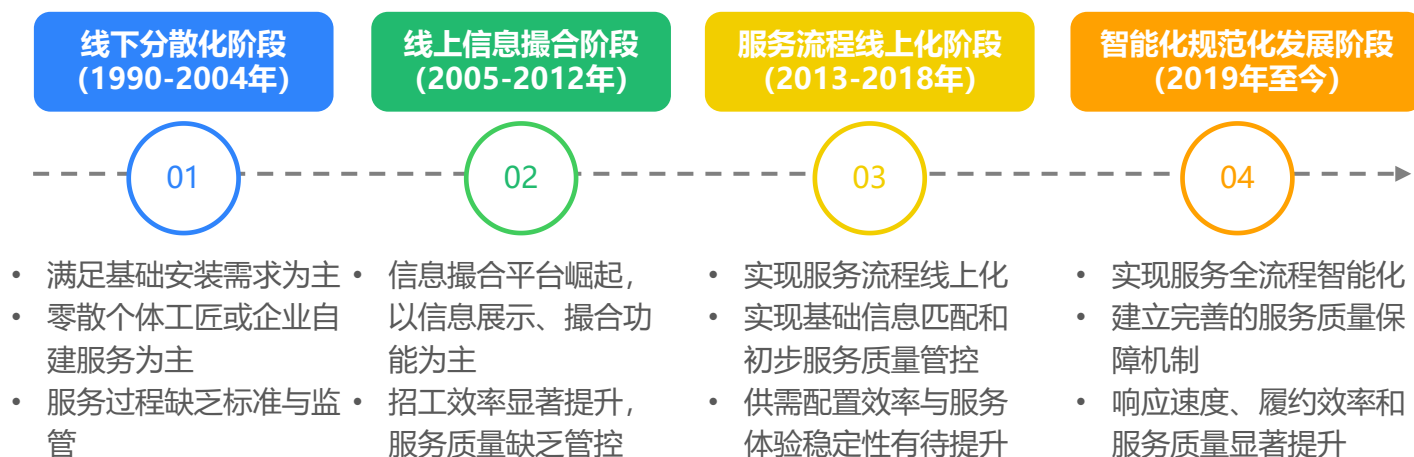 线下分散化阶段
（1990-2004年）
线上信息撮合阶段
（2005-2012年）
服务流程线上化阶段
（2013-2018年）
智能化规范化发展阶段
（2019年至今）
01
02
03
04
• 满足基础安装需求为主
• 零散个体工匠或企业自
建服务为主
• 服务过程缺乏标准与监
管
• 信息撮合平台崛起，
以信息展示、撮合功
能为主
• 招工效率显著提升，
服务质量缺乏管控
• 实现服务流程线上化
• 实现基础信息匹配和
初步服务质量管控
• 供需配置效率与服务
体验稳定性有待提升
• 实现服务全流程智能化
• 建立完善的服务质量保
障机制
• 响应速度、履约效率和
服务质量显著提升